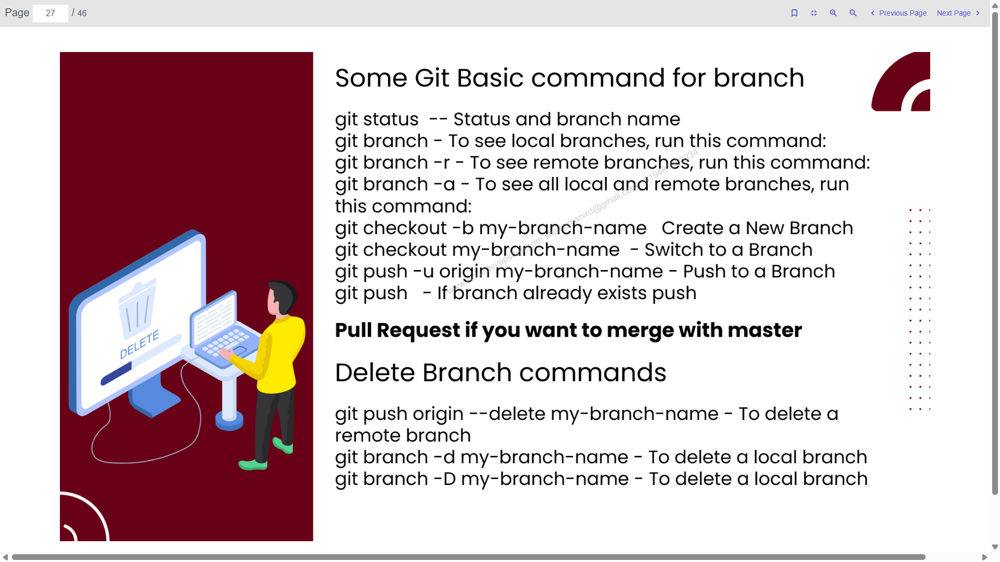 Page 27 / 46
Previous Page Next Page
Some Git Basic command for branch
git status -- Status and branch name
git branch - To see local branches, run this command:
git branch -r - To see remote branches, run this command:
git branch -a - To see all local and remote branches, run
this command:
git checkout -b my-branch-name Create a New Branch
git checkout my-branch-name - Switch to a Branch
git push -u origin my-branch-name - Push to a Branch
git push - If branch already exists push
Pull Request if you want to merge with master
Delete Branch commands
git push origin --delete my-branch-name - To delete a
remote branch
git branch -d my-branch-name - To delete a local branch
git branch -D my-branch-name - To delete a local branch
DELETE